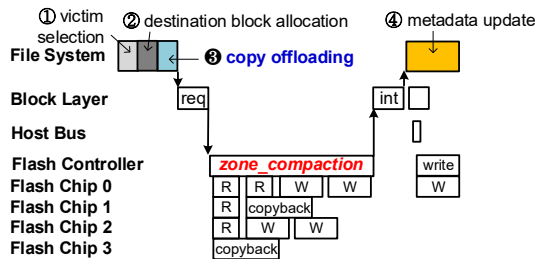 ① victim selection
② destination block allocation
④ metadata update
File System
❸ copy offloading
Block Layer
req
int
Host Bus
Flash Controller
zone_compaction
write
Flash Chip 0
R
R
W
W
W
Flash Chip 1
R
copyback
Flash Chip 2
R
W
W
Flash Chip 3
copyback